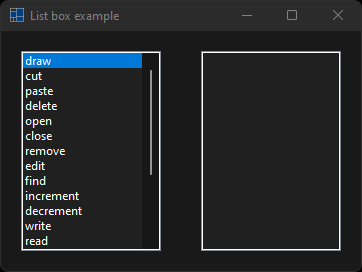 List box example
draw
cut
paste
delete
open
close
remove
edit
find
increment
decrement
write
read